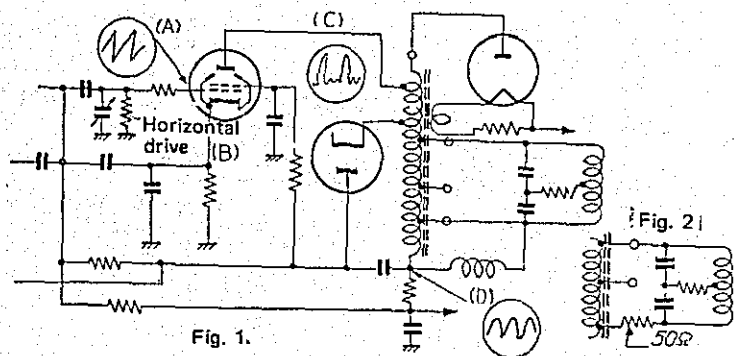 (A)
(C)
Horizontal
drive
(B)
(D)
Fig. 1.
Fig. 2
50Ω